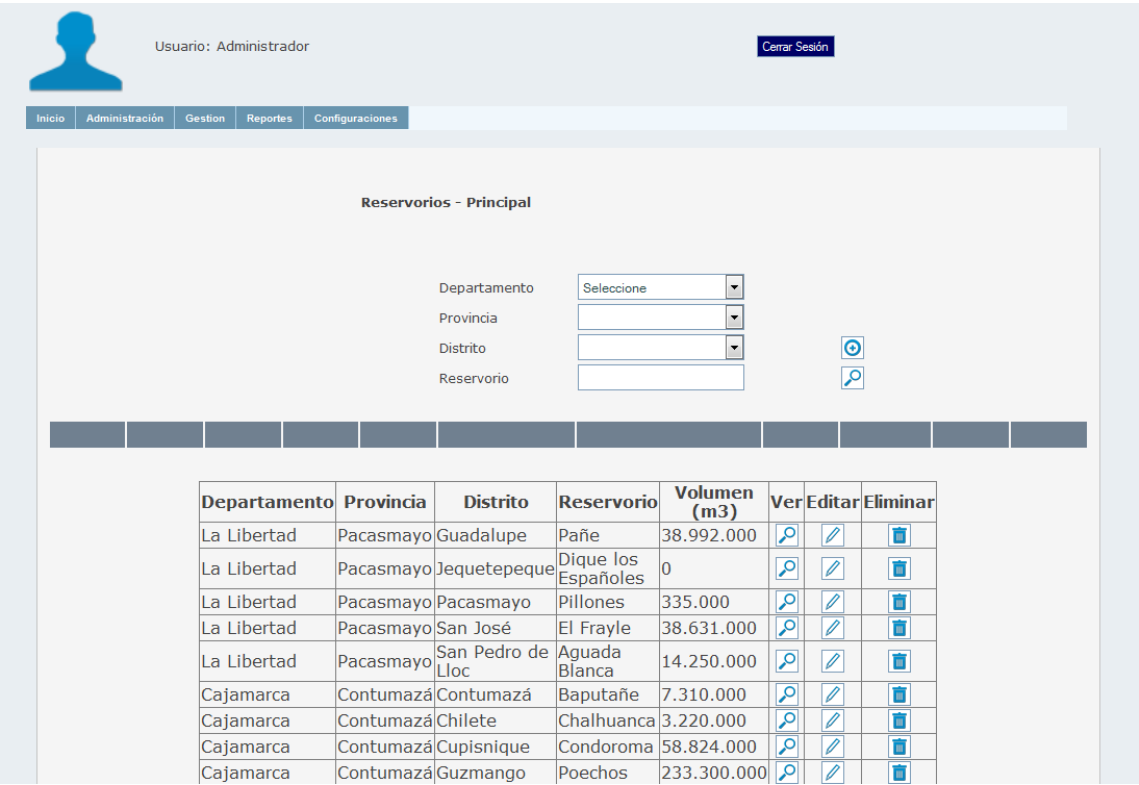 Usuario: Administrador
Cerrar Sesión
Inicio Administración Gestion Reportes Configuraciones
Reservorios - Principal
Departamento Seleccione
Provincia
Distrito
Reservorio
Departamento Provincia Distrito Reservorio Volumen (m3) Ver Editar Eliminar
La Libertad Pacasmayo Guadalupe Pañe 38.992.000
La Libertad Pacasmayo Jequetepeque Dique los Españoles 0
La Libertad Pacasmayo Pacasmayo Pillones 335.000
La Libertad Pacasmayo San José El Frayle 38.631.000
La Libertad Pacasmayo San Pedro de Lloc Aguada Blanca 14.250.000
Cajamarca Contumazá Contumazá Baputañe 7.310.000
Cajamarca Contumazá Chilete Chalhuanca 3.220.000
Cajamarca Contumazá Cupisnique Condoroma 58.824.000
Cajamarca Contumazá Guzmango Poechos 233.300.000